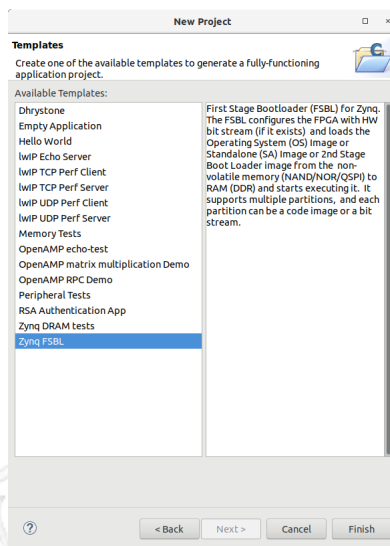 New Project
Templates
Create one of the available templates to generate a fully-functioning
application project.
Available Templates:
Dhrystone
Empty Application
Hello World
lwIP Echo Server
lwIP TCP Perf Client
lwIP TCP Perf Server
lwIP UDP Perf Client
lwIP UDP Perf Server
Memory Tests
OpenAMP echo-test
OpenAMP matrix multiplication Demo
OpenAMP RPC Demo
Peripheral Tests
RSA Authentication App
Zynq DRAM tests
Zynq FSBL
First Stage Bootloader (FSBL) for Zynq.
The FSBL configures the FPGA with HW
bit stream (if it exists) and loads the
Operating System (OS) Image or
Standalone (SA) Image or 2nd Stage
Boot Loader image from the non-
volatile memory (NAND/NOR/QSPI) to
RAM (DDR) and starts executing it. It
supports multiple partitions, and each
partition can be a code image or a bit
stream.
? < Back Next > Cancel Finish